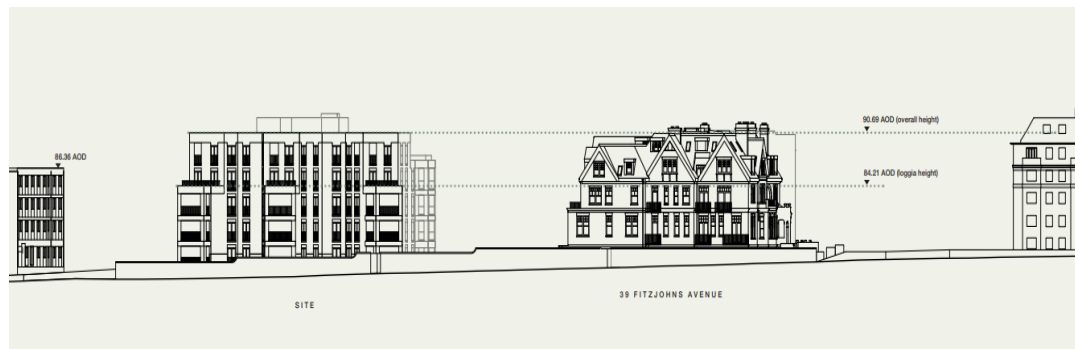 90.69 AOD (overall height)
86.36 AOD
84.21 AOD (loggia height)
39 FITZJOHNS AVENUE
SITE